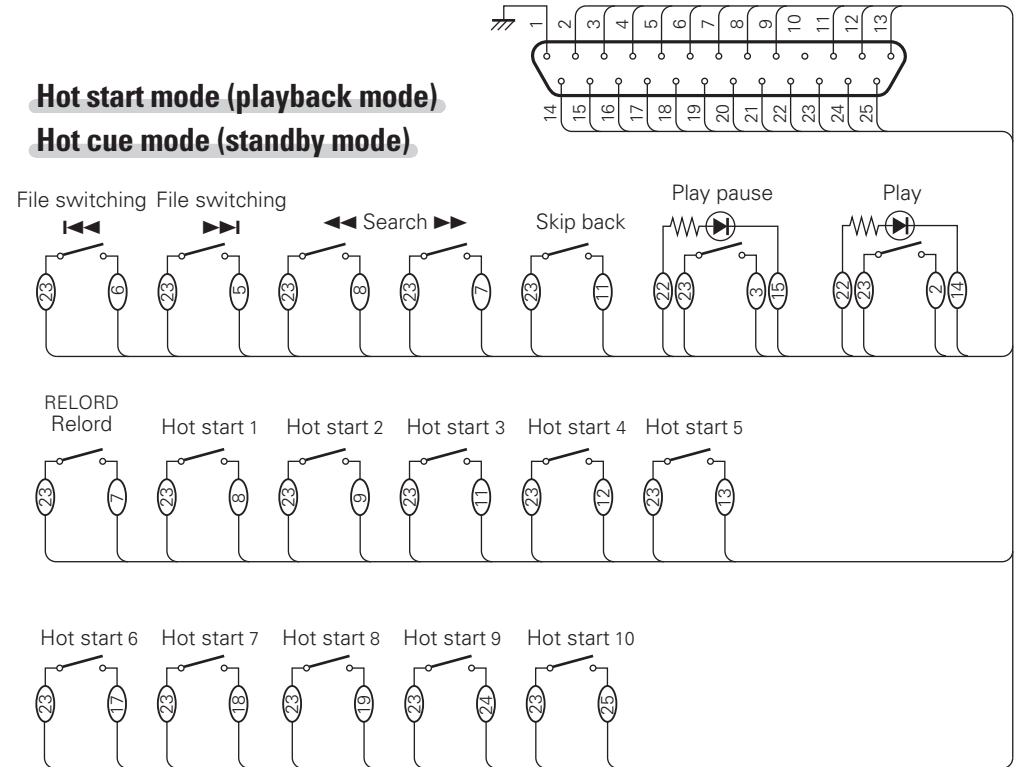 1 2 3 4 5 6 7 8 9 10 11 12 13
14 15 16 17 18 19 20 21 22 23 24 25
Hot start mode (playback mode)
Hot cue mode (standby mode)
File switching File switching ◄◄ Search ►► Skip back Play pause Play
23 6 23 5 23 8 23 7 23 11 22 23 3 15 22 23 2 14
RELORD
Relord Hot start 1 Hot start 2 Hot start 3 Hot start 4 Hot start 5
23 7 23 8 23 9 23 11 23 12 23 13
Hot start 6 Hot start 7 Hot start 8 Hot start 9 Hot start 10
23 17 23 18 23 19 23 24 23 25